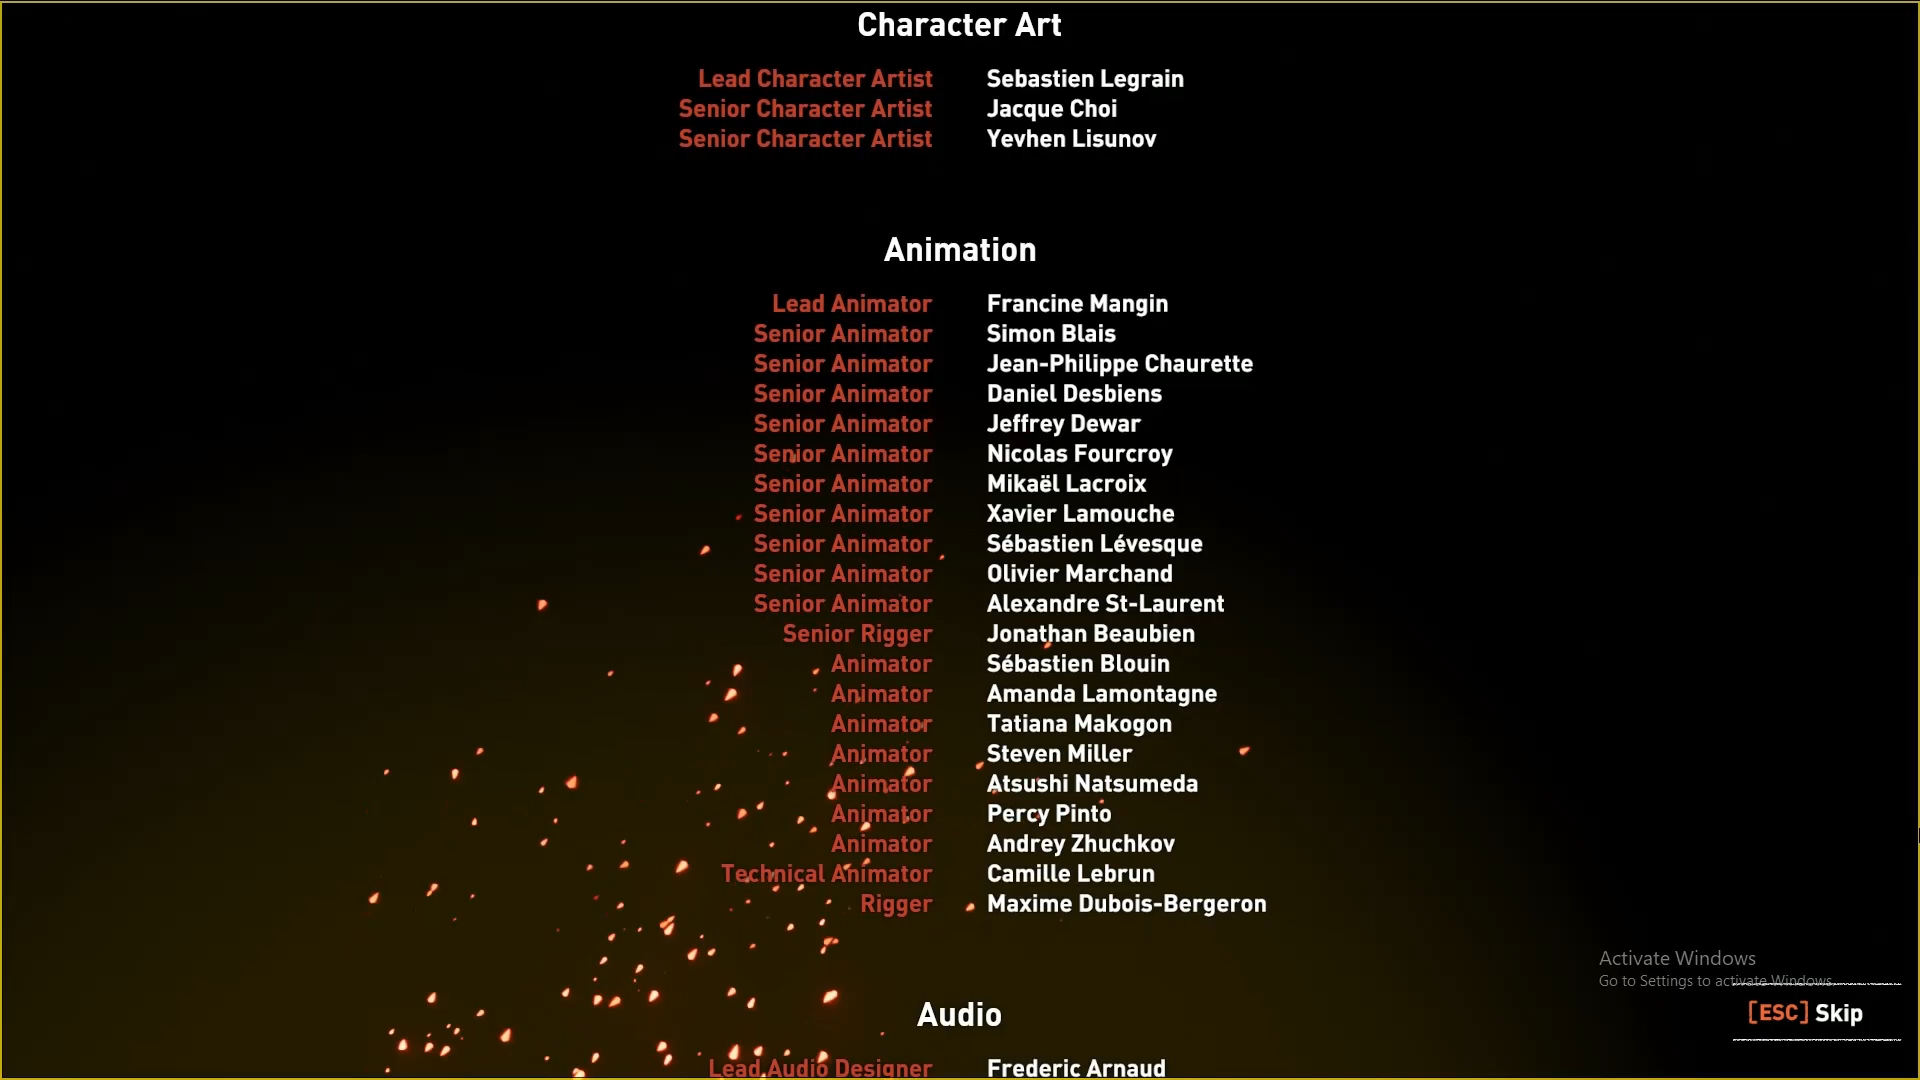 Character Art
Lead Character Artist Sebastien Legrain
Senior Character Artist Jacque Choi
Senior Character Artist Yevhen Lisunov
Animation
Lead Animator Francine Mangin
Senior Animator Simon Blais
Senior Animator Jean-Philippe Chaurette
Senior Animator Daniel Desbiens
Senior Animator Jeffrey Dewar
Senior Animator Nicolas Fourcroy
Senior Animator Mikaël Lacroix
Senior Animator Xavier Lamouche
Senior Animator Sébastien Lévesque
Senior Animator Olivier Marchand
Senior Animator Alexandre St-Laurent
Senior Rigger Jonathan Beaubien
Animator Sébastien Blouin
Animator Amanda Lamontagne
Animator Tatiana Makogon
Animator Steven Miller
Animator Atsushi Natsumeda
Animator Percy Pinto
Animator Andrey Zhuchkov
Technical Animator Camille Lebrun
Rigger Maxime Dubois-Bergeron
Audio
Lead Audio Designer Frederic Arnaud
Activate Windows
Go to Settings to activate Windows.
[ESC] Skip